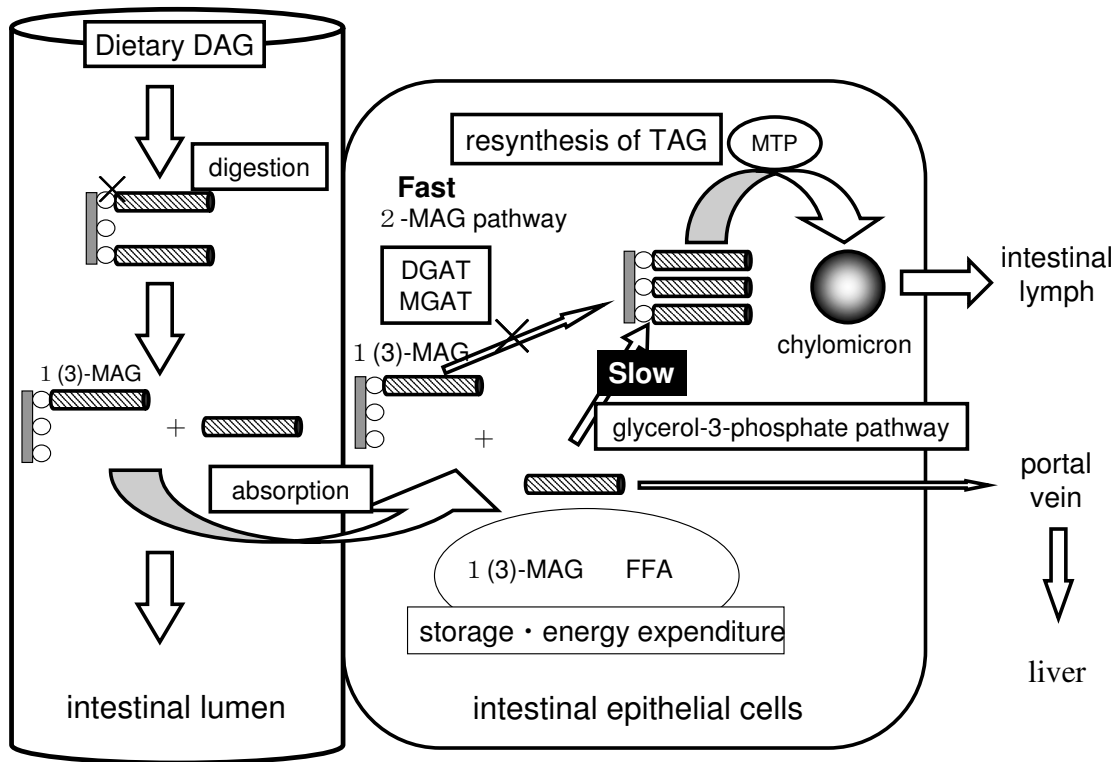 Dietary DAG
digestion
1 (3)-MAG
+
absorption
intestinal lumen
resynthesis of TAG
MTP
Fast
2 -MAG pathway
DGAT
MGAT
1 (3)-MAG
Slow
+
glycerol-3-phosphate pathway
chylomicron
1 (3)-MAG FFA
storage・energy expenditure
intestinal epithelial cells
intestinal
lymph
portal
vein
liver